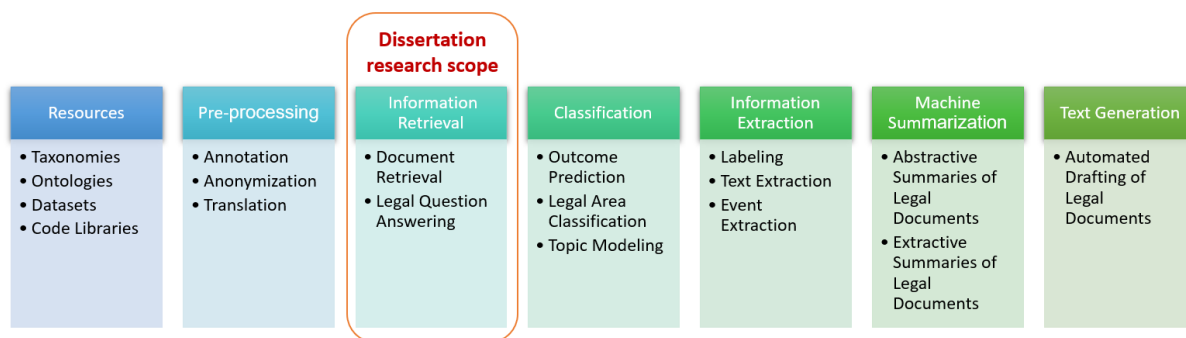 Dissertation
research scope
Resources
• Taxonomies
• Ontologies
• Datasets
• Code Libraries
Pre-processing
• Annotation
• Anonymization
• Translation
Information
Retrieval
• Document
Retrieval
• Legal Question
Answering
Classification
• Outcome
Prediction
• Legal Area
Classification
• Topic Modeling
Information
Extraction
• Labeling
• Text Extraction
• Event
Extraction
Machine
Summarization
• Abstractive
Summaries of
Legal
Documents
• Extractive
Summaries of
Legal
Documents
Text Generation
• Automated
Drafting of
Legal
Documents